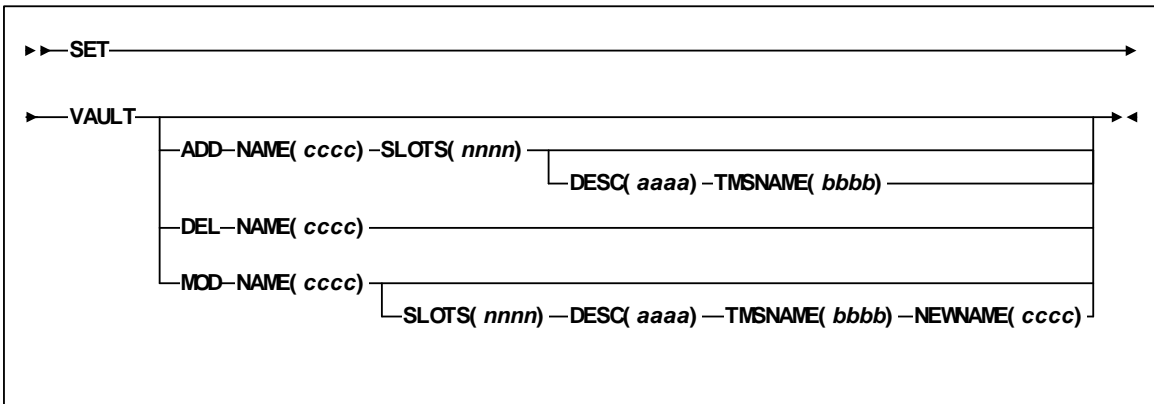 SET
VAULT
ADD NAME( cccc) SLOTS( nnnn)
DESC( aaaa) TMSNAME( bbbb)
DEL NAME( cccc)
MOD NAME( cccc)
SLOTS( nnnn) DESC( aaaa) TMSNAME( bbbb) NEWNAME( cccc)